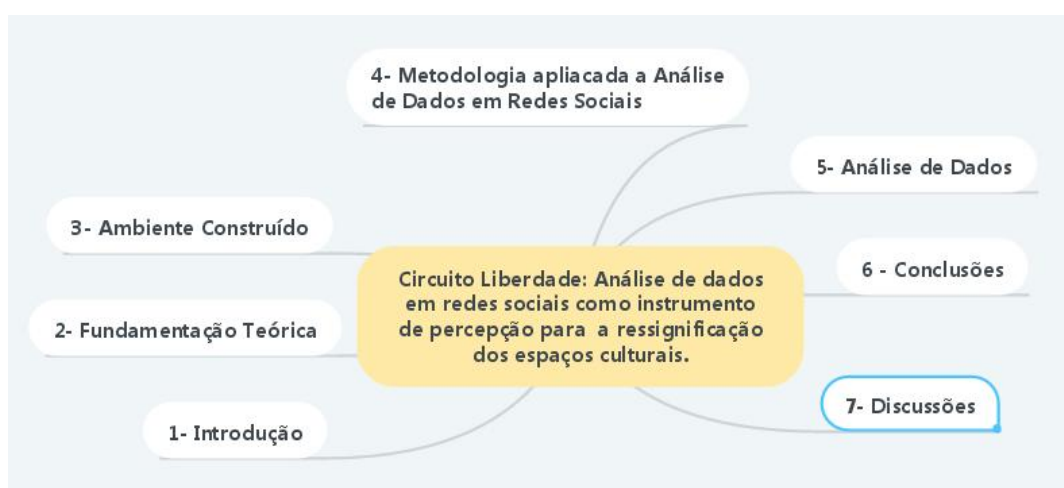 4- Metodologia apliacada a Análise
de Dados em Redes Sociais
5- Análise de Dados
3- Ambiente Construído
6 - Conclusões
Circuito Liberdade: Análise de dados
em redes sociais como instrumento
de percepção para a ressignificação
dos espaços culturais.
2- Fundamentação Teórica
7- Discussões
1- Introdução